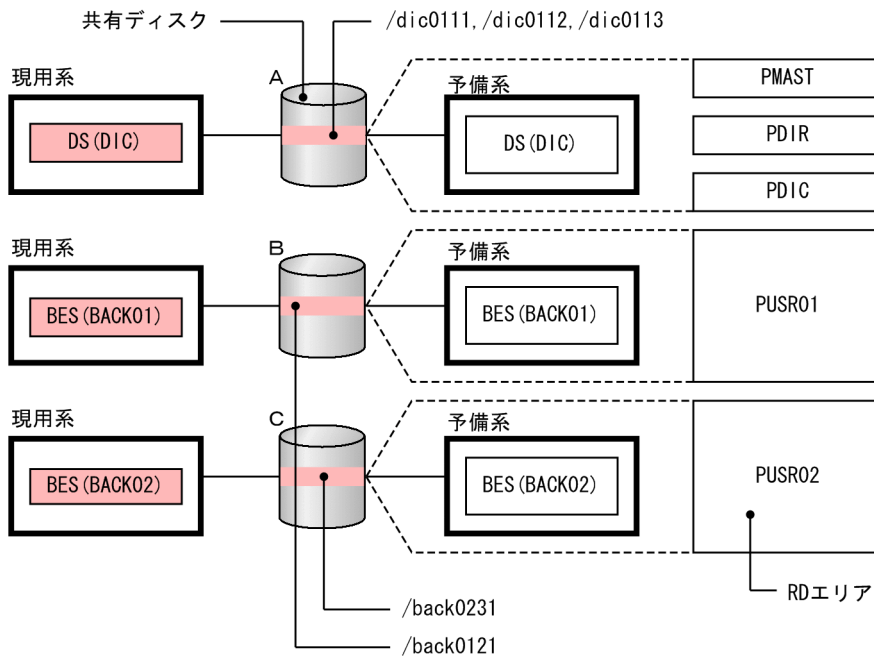 共有ディスク
/dic0111, /dic0112, /dic0113
現用系
A
予備系
PMAST
DS(DIC)
DS(DIC)
PDIR
PDIC
現用系
B
予備系
BES(BACK01)
BES(BACK01)
PUSR01
現用系
C
予備系
BES(BACK02)
BES(BACK02)
PUSR02
RDエリア
/back0231
/back0121